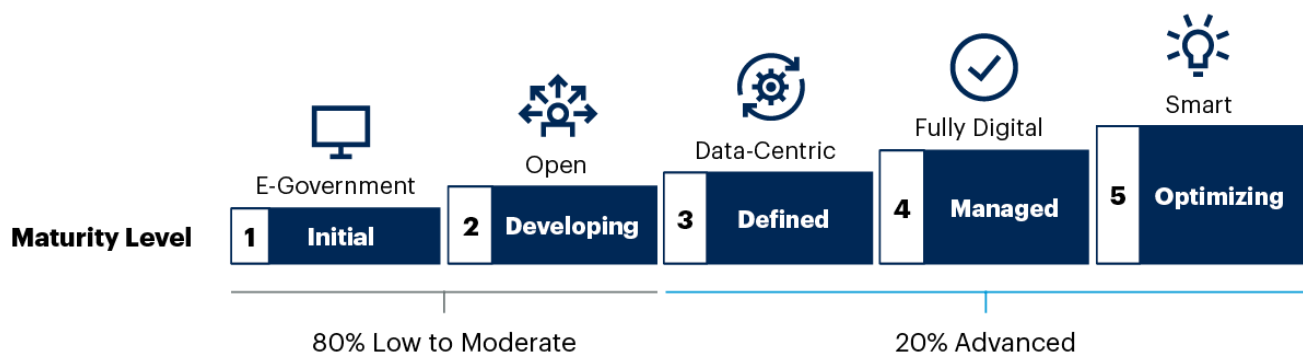 Smart
Fully Digital
Data-Centric
Open
E-Government
Maturity Level
1 Initial
2 Developing
3 Defined
4 Managed
5 Optimizing
80% Low to Moderate
20% Advanced